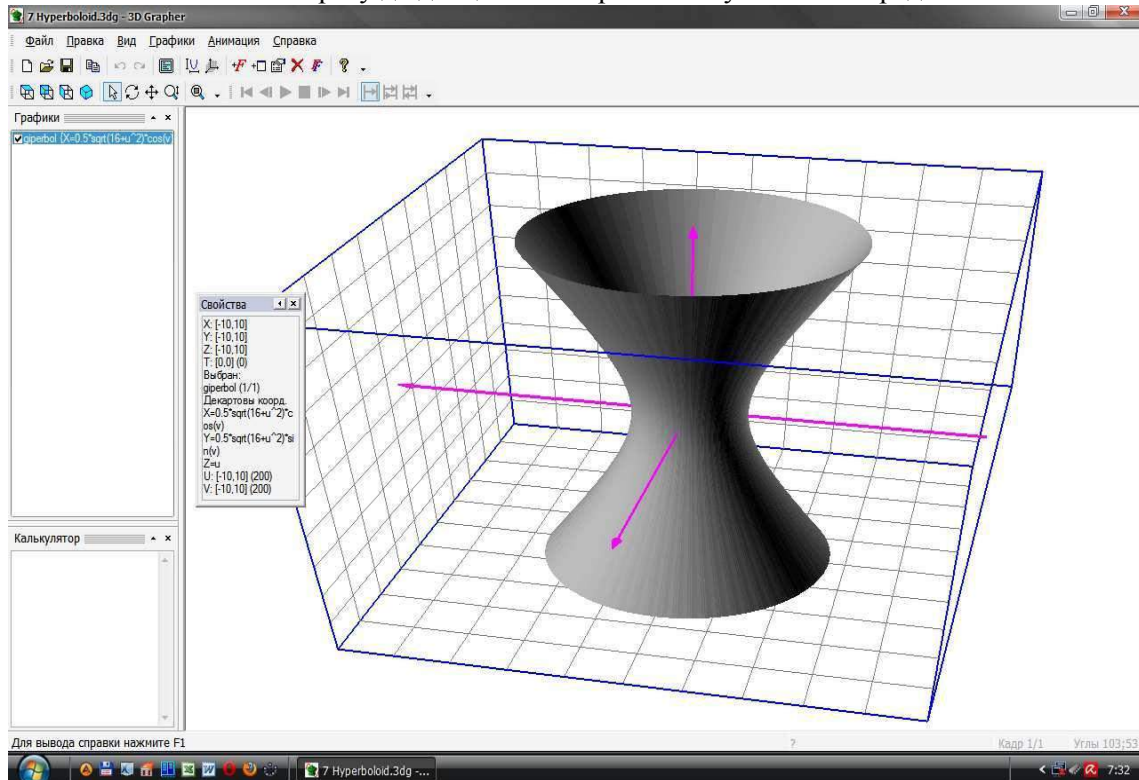 7 Hyperboloid.3dg - 3D Grapher
Файл Правка Вид Графики Анимация Справка
Графики
giperbol (X=0.5*sqrt(16+u^2)*cos(v)
Свойства
X: [-10,10]
Y: [-10,10]
Z: [-10,10]
T: [0,0] (0)
Выбран:
giperbol (1/1)
Декартовы коорд.
X=0.5*sqrt(16+u^2)*c
os(v)
Y=0.5*sqrt(16+u^2)*si
n(v)
Z=u
U: [-10,10] (200)
V: [-10,10] (200)
Калькулятор
Для вывода справки нажмите F1
?
Кадр 1/1
Углы 103;53
7 Hyperboloid.3dg -...
7:32